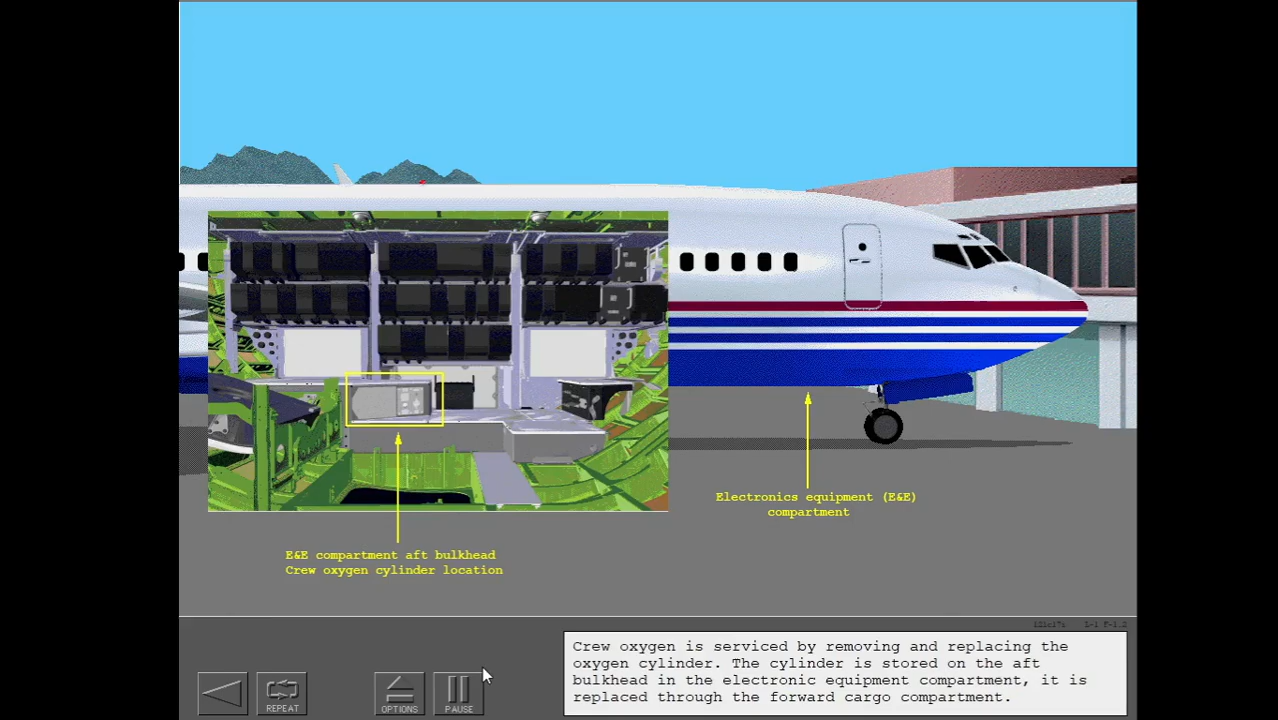 Electronics equipment (E&E)
compartment
E&E compartment aft bulkhead
Crew oxygen cylinder location
Crew oxygen is serviced by removing and replacing the
oxygen cylinder. The cylinder is stored on the aft
bulkhead in the electronic equipment compartment, it is
replaced through the forward cargo compartment.
REPEAT
OPTIONS
PAUSE